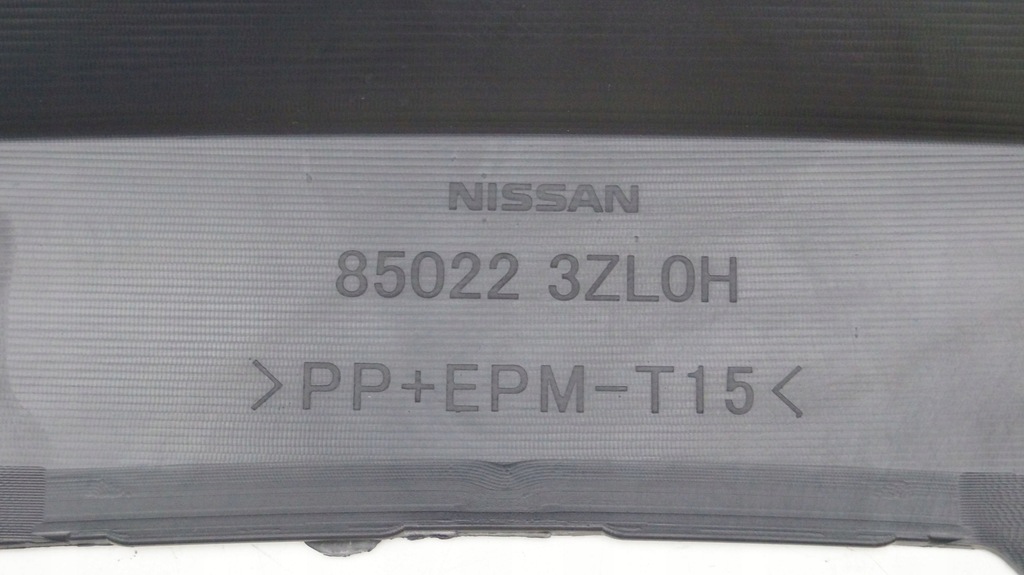 NISSAN
85022 3ZL0H
>PP+EPM-T15<